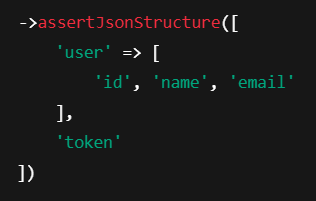 ->assertJsonStructure([
    'user' => [
        'id', 'name', 'email'
    ],
    'token'
])